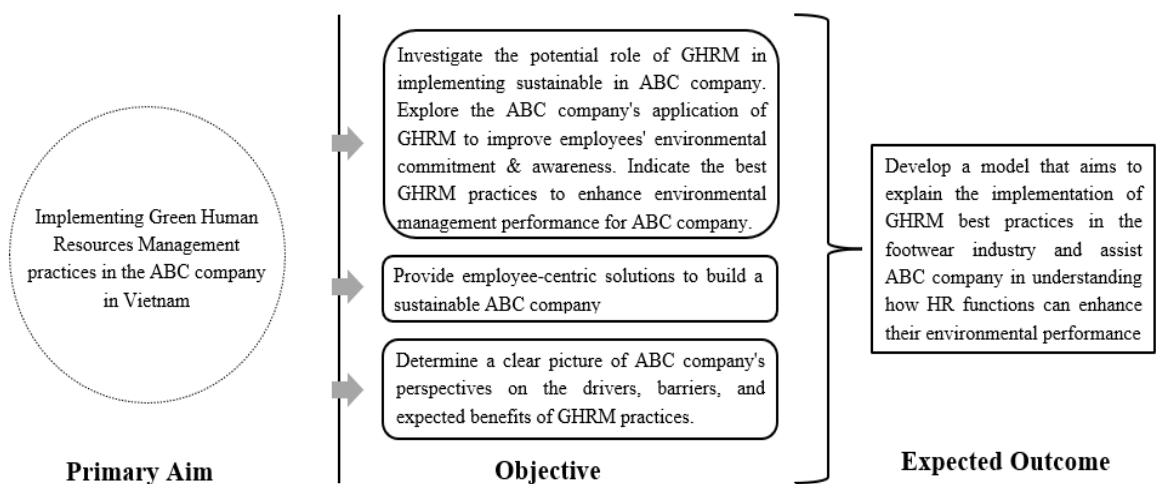 Implementing Green Human
Resources Management
practices in the ABC company
in Vietnam
Primary Aim
Investigate the potential role of GHRM in
implementing sustainable in ABC company.
Explore the ABC company's application of
GHRM to improve employees' environmental
commitment & awareness. Indicate the best
GHRM practices to enhance environmental
management performance for ABC company.
Provide employee-centric solutions to build a
sustainable ABC company
Determine a clear picture of ABC company's
perspectives on the drivers, barriers, and
expected benefits of GHRM practices.
Objective
Develop a model that aims to
explain the implementation of
GHRM best practices in the
footwear industry and assist
ABC company in understanding
how HR functions can enhance
their environmental performance
Expected Outcome